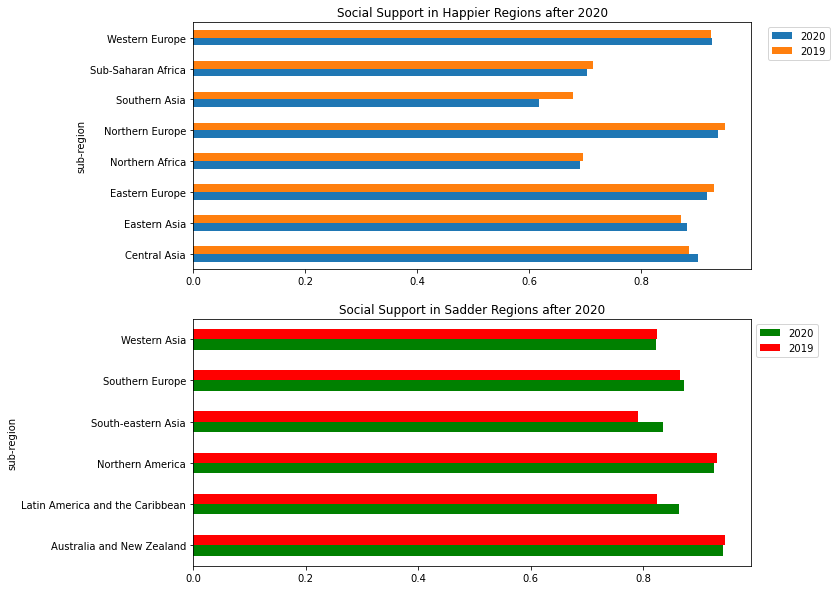 Social Support in Happier Regions after 2020
Western Europe
Sub-Saharan Africa
Southern Asia
Northern Europe
Northern Africa
Eastern Europe
Eastern Asia
Central Asia
sub-region
0.0 0.2 0.4 0.6 0.8
2020
2019
Social Support in Sadder Regions after 2020
Western Asia
Southern Europe
South-eastern Asia
Northern America
Latin America and the Caribbean
Australia and New Zealand
sub-region
0.0 0.2 0.4 0.6 0.8
2020
2019